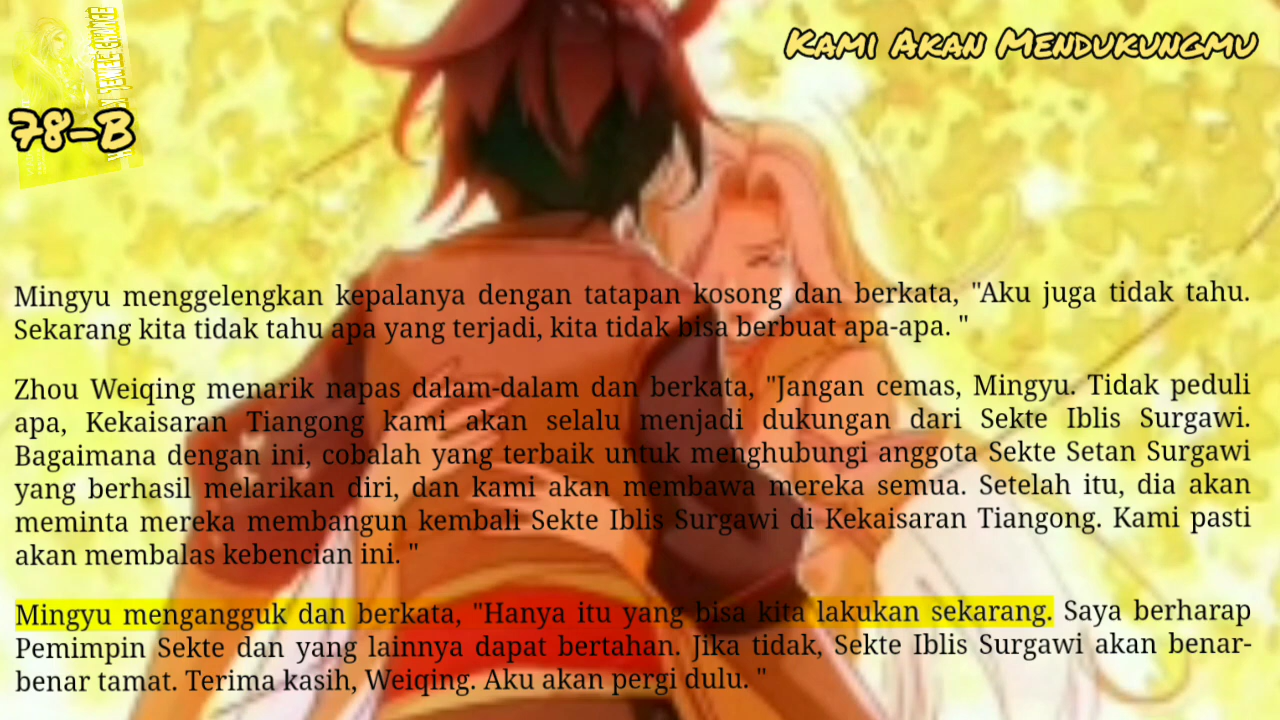 Kami Akan Mendukungmu
78-B
Mingyu menggelengkan kepalanya dengan tatapan kosong dan berkata, "Aku juga tidak tahu.
Sekarang kita tidak tahu apa yang terjadi, kita tidak bisa berbuat apa-apa. "
Zhou Weiqing menarik napas dalam-dalam dan berkata, "Jangan cemas, Mingyu. Tidak peduli
apa, Kekaisaran Tiangong kami akan selalu menjadi dukungan dari Sekte Iblis Surgawi.
Bagaimana dengan ini, cobalah yang terbaik untuk menghubungi anggota Sekte Setan Surgawi
yang berhasil melarikan diri, dan kami akan membawa mereka semua. Setelah itu, dia akan
meminta mereka membangun kembali Sekte Iblis Surgawi di Kekaisaran Tiangong. Kami pasti
akan membalas kebencian ini. "
Mingyu mengangguk dan berkata, "Hanya itu yang bisa kita lakukan sekarang. Saya berharap
Pemimpin Sekte dan yang lainnya dapat bertahan. Jika tidak, Sekte Iblis Surgawi akan benar-
benar tamat. Terima kasih, Weiqing. Aku akan pergi dulu. "